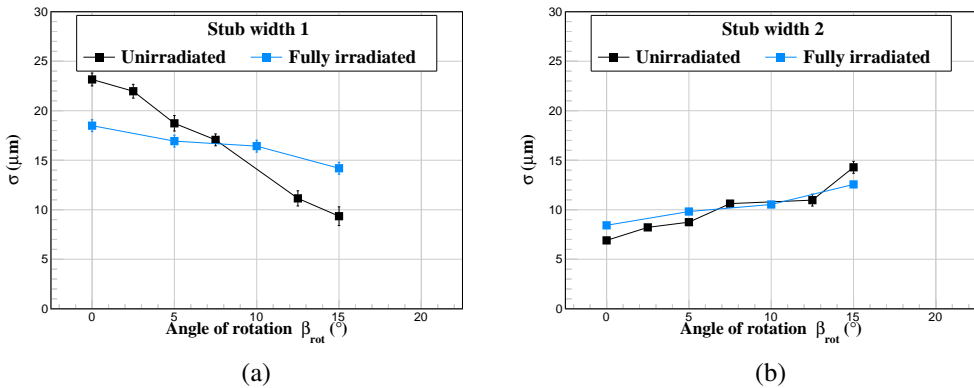 Stub width 1
Unirradiated Fully irradiated
30
25
20
15
10
5
0
σ (μm)
0 5 10 15 20
Angle of rotation β_rot (°)
(a)
Stub width 2
Unirradiated Fully irradiated
30
25
20
15
10
5
0
σ (μm)
0 5 10 15 20
Angle of rotation β_rot (°)
(b)